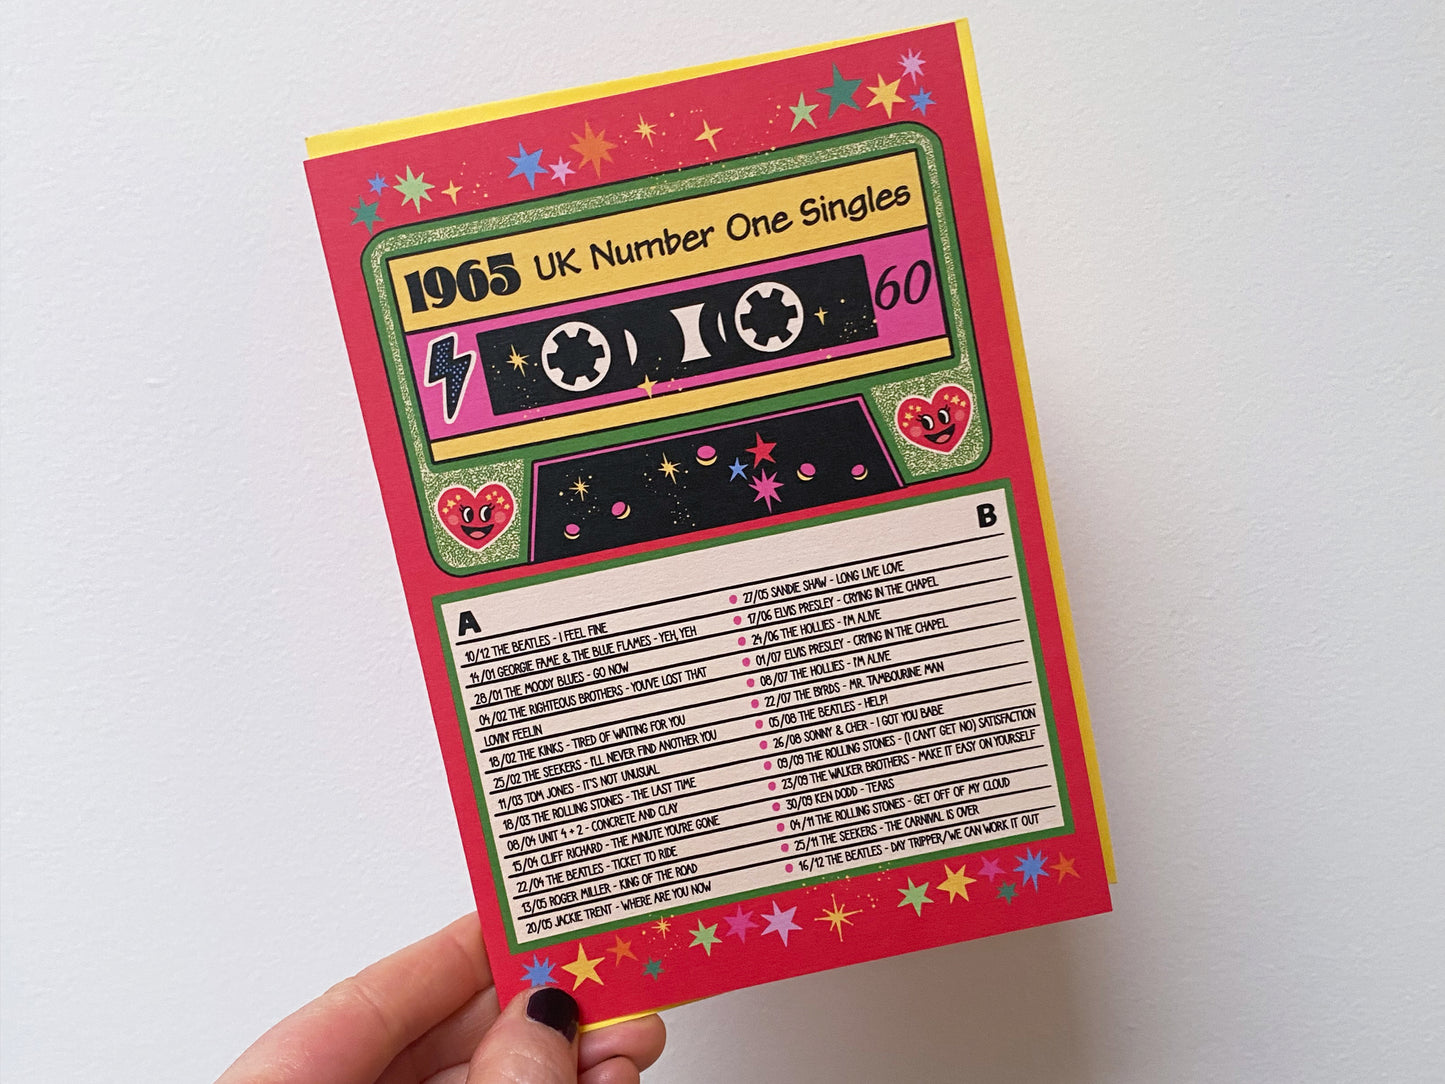 1965 UK Number One Singles
60
A
10/12 THE BEATLES - I FEEL FINE
14/01 GEORGIE FAME & THE BLUE FLAMES - YEH, YEH
28/01 THE MOODY BLUES - GO NOW
04/02 THE RIGHTEOUS BROTHERS - YOU'VE LOST THAT
LOVIN' FEELIN
18/02 THE KINKS - TIRED OF WAITING FOR YOU
25/02 THE SEEKERS - I'LL NEVER FIND ANOTHER YOU
11/03 TOM JONES - IT'S NOT UNUSUAL
18/03 THE ROLLING STONES - THE LAST TIME
08/04 UNIT 4 + 2 - CONCRETE AND CLAY
15/04 CLIFF RICHARD - THE MINUTE YOU'RE GONE
22/04 THE BEATLES - TICKET TO RIDE
13/05 ROGER MILLER - KING OF THE ROAD
20/05 JACKIE TRENT - WHERE ARE YOU NOW
B
27/05 SANDIE SHAW - LONG LIVE LOVE
17/06 ELVIS PRESLEY - CRYING IN THE CHAPEL
24/06 THE HOLLIES - I'M ALIVE
01/07 ELVIS PRESLEY - CRYING IN THE CHAPEL
08/07 THE HOLLIES - I'M ALIVE
22/07 THE BYRDS - MR. TAMBOURINE MAN
05/08 THE BEATLES - HELP!
26/08 SONNY & CHER - I GOT YOU BABE
09/09 THE ROLLING STONES - (I CAN'T GET NO) SATISFACTION
23/09 THE WALKER BROTHERS - MAKE IT EASY ON YOURSELF
30/09 KEN DODD - TEARS
04/11 THE ROLLING STONES - GET OFF OF MY CLOUD
25/11 THE SEEKERS - THE CARNIVAL IS OVER
16/12 THE BEATLES - DAY TRIPPER/WE CAN WORK IT OUT